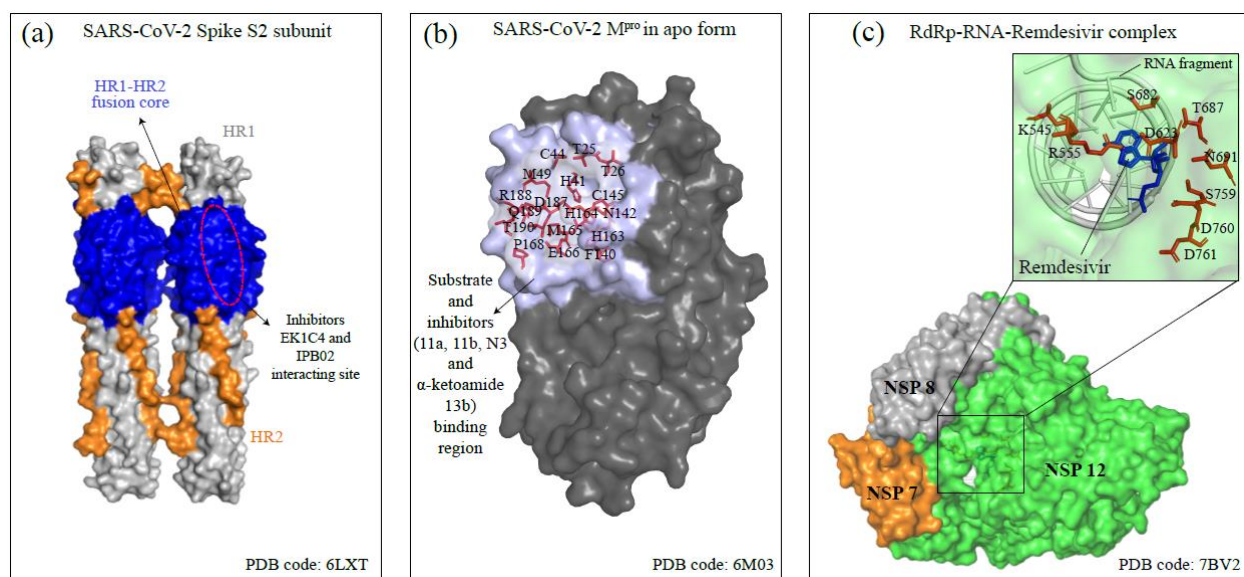 (a)
SARS-CoV-2 Spike S2 subunit
HR1-HR2
fusion core
HR1
Inhibitors
EK1C4 and
IPB02
interacting site
HR2
PDB code: 6LXT
(b)
SARS-CoV-2 Mᵖʳᵒ in apo form
C44
T25
T26
M49
H41
R188
D187
C145
Q189
H164
N142
T190
M165
H163
P168
E166
F140
Substrate
and
inhibitors
(11a, 11b, N3
and
α-ketoamide
13b)
binding
region
PDB code: 6M03
(c)
RdRp-RNA-Remdesivir complex
RNA fragment
S682
T687
K545
D623
R555
N691
S759
D760
D761
Remdesivir
NSP 8
NSP 12
NSP 7
PDB code: 7BV2